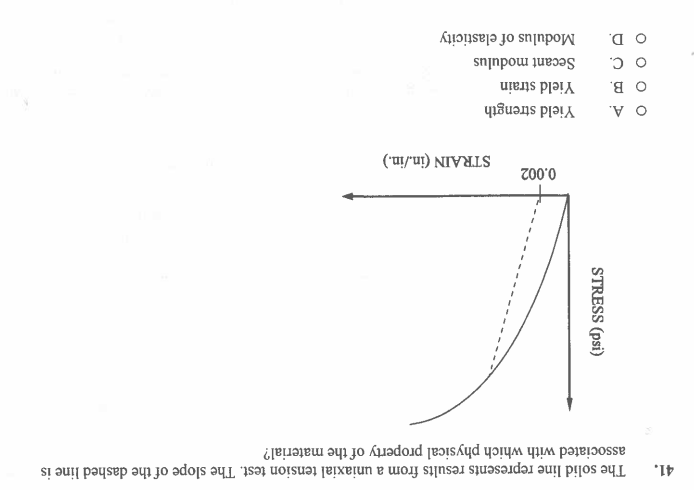 41. The solid line represents results from a uniaxial tension test. The slope of the dashed line is
associated with which physical property of the material?
STRESS (psi)
0.002
STRAIN (in./in.)
A. Yield strength
B. Yield strain
C. Secant modulus
D. Modulus of elasticity